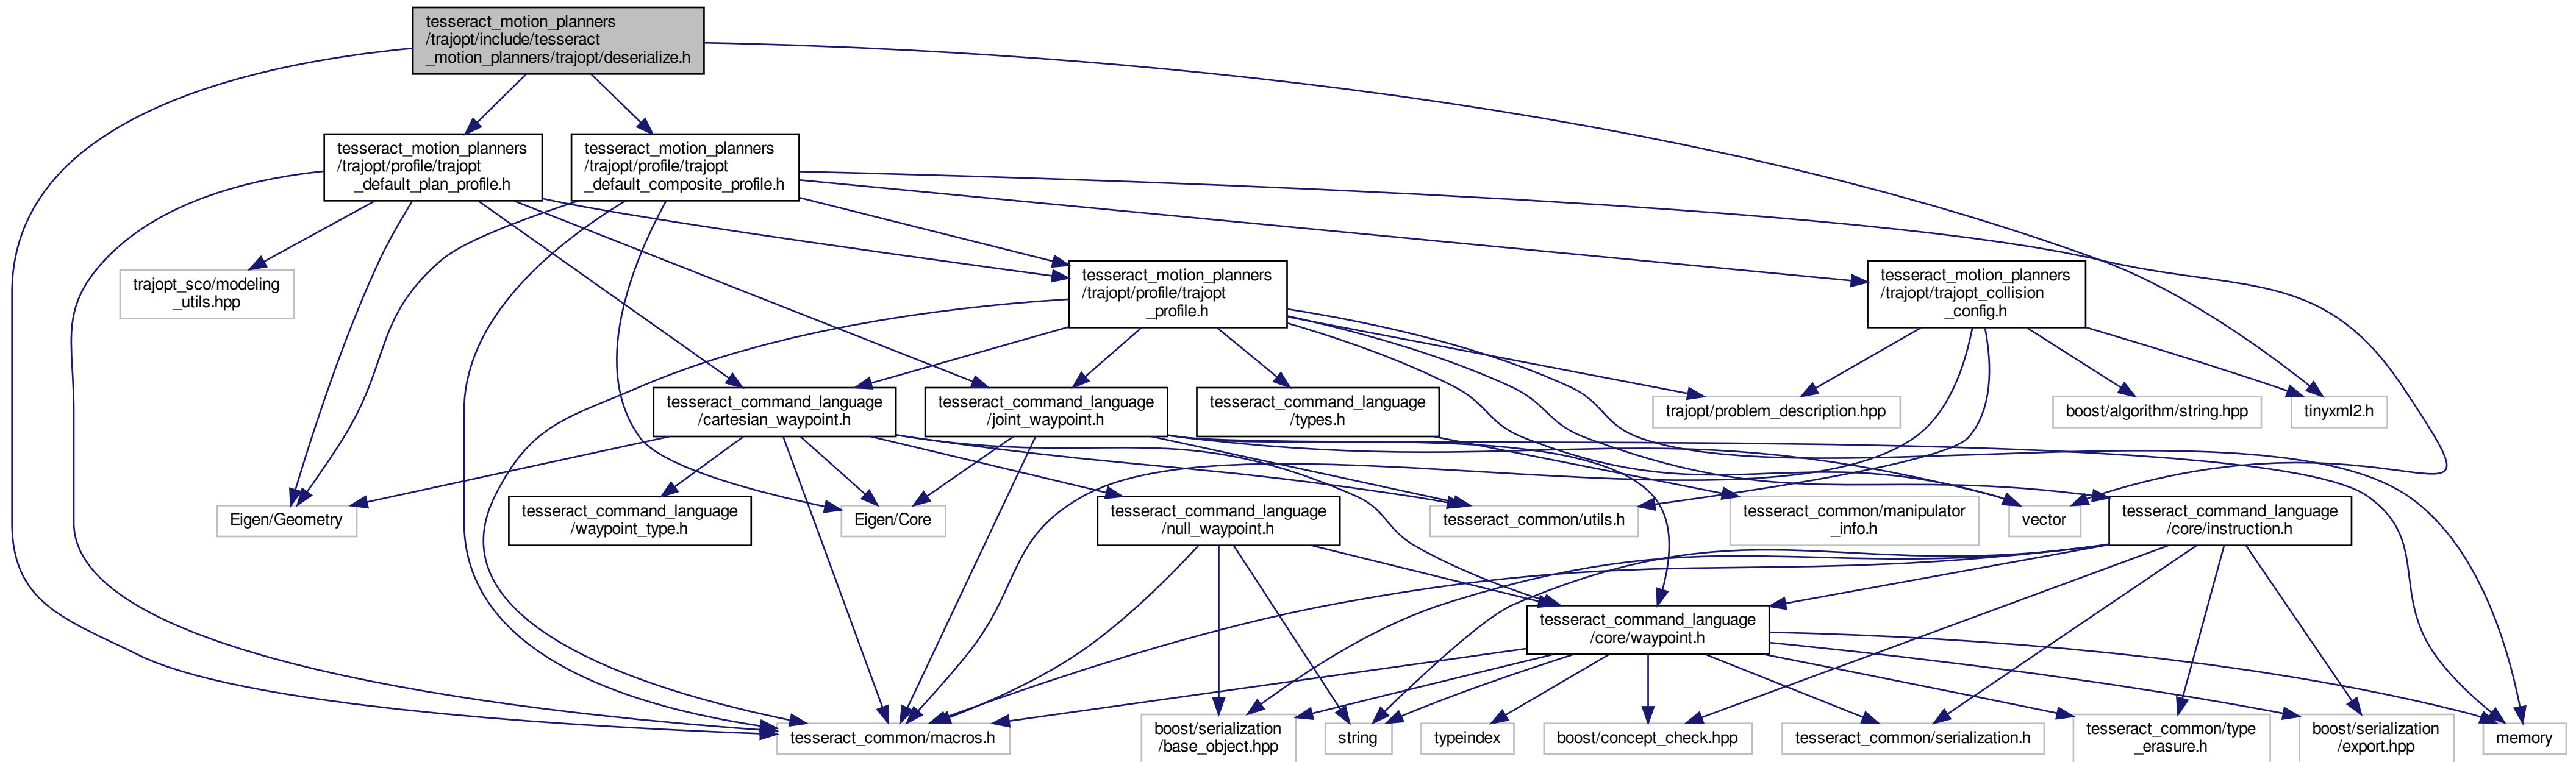 tesseract_motion_planners
/trajopt/include/tesseract
_motion_planners/trajopt/deserialize.h
tesseract_motion_planners
/trajopt/profile/trajopt
_default_plan_profile.h
tesseract_motion_planners
/trajopt/profile/trajopt
_default_composite_profile.h
trajopt_sco/modeling
_utils.hpp
tesseract_motion_planners
/trajopt/profile/trajopt
_profile.h
tesseract_motion_planners
/trajopt/trajopt_collision
_config.h
tesseract_command_language
/cartesian_waypoint.h
tesseract_command_language
/joint_waypoint.h
tesseract_command_language
/types.h
trajopt/problem_description.hpp
boost/algorithm/string.hpp
tinyxml2.h
Eigen/Geometry
tesseract_command_language
/waypoint_type.h
Eigen/Core
tesseract_command_language
/null_waypoint.h
tesseract_common/utils.h
tesseract_common/manipulator
_info.h
vector
tesseract_command_language
/core/instruction.h
tesseract_command_language
/core/waypoint.h
tesseract_common/macros.h
boost/serialization
/base_object.hpp
string
typeindex
boost/concept_check.hpp
tesseract_common/serialization.h
tesseract_common/type
_erasure.h
boost/serialization
/export.hpp
memory